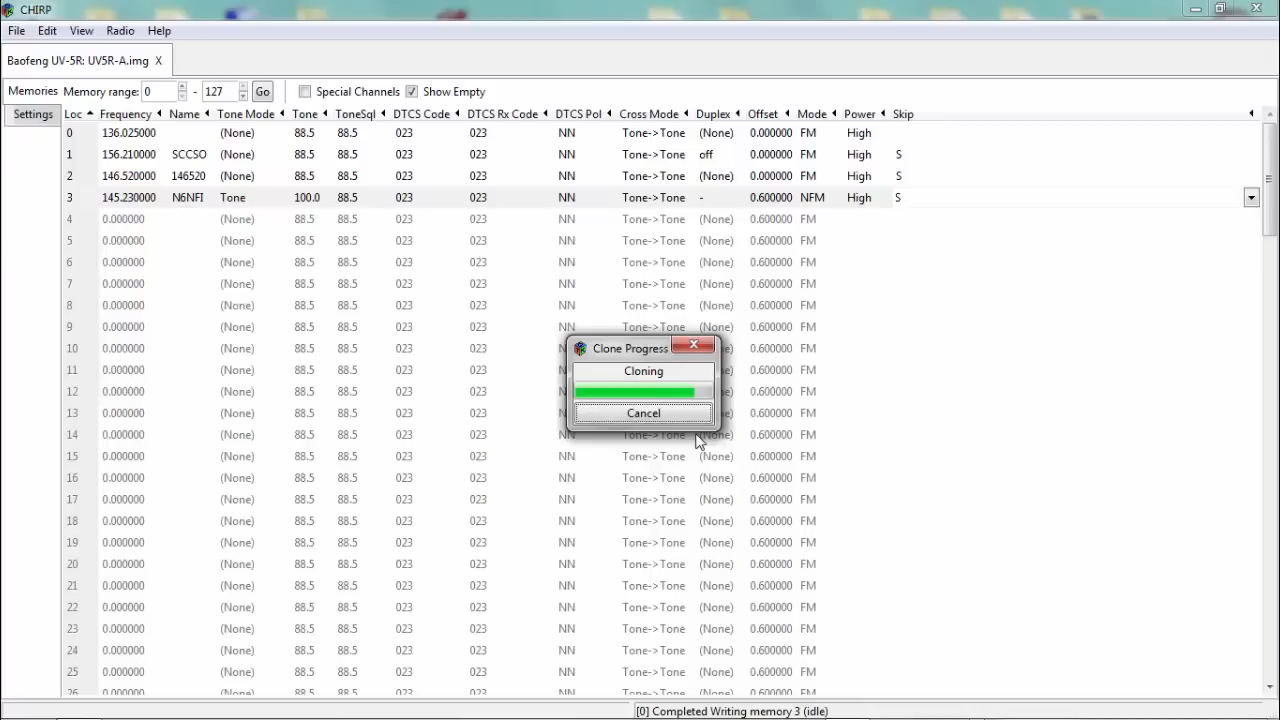 CHIRP
File Edit View Radio Help
Baofeng UV-5R: UV5R-A.img X
Memories Memory range: 0 - 127 Go Special Channels Show Empty
Settings Loc Frequency Name Tone Mode Tone ToneSql DTCS Code DTCS Rx Code DTCS Pol Cross Mode Duplex Offset Mode Power Skip
0 136.025000 (None) 88.5 88.5 023 023 NN Tone->Tone 0.000000 FM High
1 156.210000 SCCSO (None) 88.5 88.5 023 023 NN Tone->Tone off 0.000000 FM High S
2 146.520000 146520 (None) 88.5 88.5 023 023 NN Tone->Tone (None) 0.000000 FM High S
3 145.230000 N6NFI Tone 100.0 88.5 023 023 NN Tone->Tone - 0.600000 NFM High S
4 0.000000 (None) 88.5 88.5 023 023 NN Tone->Tone (None) 0.600000 FM
5 0.000000 (None) 88.5 88.5 023 023 NN Tone->Tone (None) 0.600000 FM
6 0.000000 (None) 88.5 88.5 023 023 NN Tone->Tone (None) 0.600000 FM
7 0.000000 (None) 88.5 88.5 023 023 NN Tone->Tone (None) 0.600000 FM
8 0.000000 (None) 88.5 88.5 023 023 NN Tone->Tone (None) 0.600000 FM
9 0.000000 (None) 88.5 88.5 023 023 NN Tone->Tone (None) 0.600000 FM
10 0.000000 (None) 88.5 88.5 023 023 0.600000 FM
Clone Progress
11 0.000000 (None) 88.5 88.5 023 023 0.600000 FM
Cloning
12 0.000000 (None) 88.5 88.5 023 023 0.600000 FM
13 0.000000 (None) 88.5 88.5 023 023 0.600000 FM
Cancel
14 0.000000 (None) 88.5 88.5 023 023 NN Tone->Tone (None) 0.600000 FM
15 0.000000 (None) 88.5 88.5 023 023 NN Tone->Tone (None) 0.600000 FM
16 0.000000 (None) 88.5 88.5 023 023 NN Tone->Tone (None) 0.600000 FM
17 0.000000 (None) 88.5 88.5 023 023 NN Tone->Tone (None) 0.600000 FM
18 0.000000 (None) 88.5 88.5 023 023 NN Tone->Tone (None) 0.600000 FM
19 0.000000 (None) 88.5 88.5 023 023 NN Tone->Tone (None) 0.600000 FM
20 0.000000 (None) 88.5 88.5 023 023 NN Tone->Tone (None) 0.600000 FM
21 0.000000 (None) 88.5 88.5 023 023 NN Tone->Tone (None) 0.600000 FM
22 0.000000 (None) 88.5 88.5 023 023 NN Tone->Tone (None) 0.600000 FM
23 0.000000 (None) 88.5 88.5 023 023 NN Tone->Tone (None) 0.600000 FM
24 0.000000 (None) 88.5 88.5 023 023 NN Tone->Tone (None) 0.600000 FM
25 0.000000 (None) 88.5 88.5 023 023 NN Tone->Tone (None) 0.600000 FM
26 0.000000 (None) 88.5 88.5 023 023 NN Tone->Tone (None) 0.600000 FM
[0] Completed Writing memory 3 (idle)